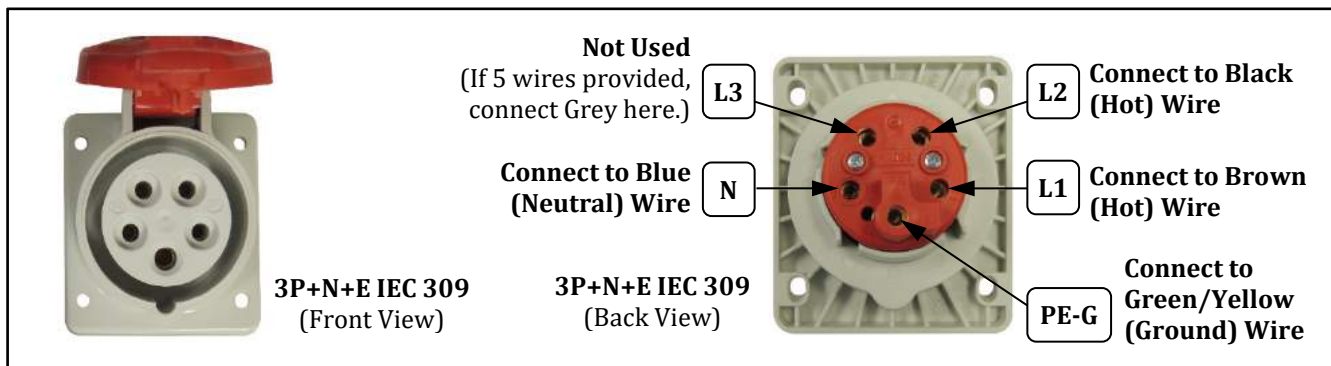 Not Used
(If 5 wires provided,
connect Grey here.)
L3
L2
Connect to Black
(Hot) Wire
Connect to Blue
(Neutral) Wire
N
L1
Connect to Brown
(Hot) Wire
3P+N+E IEC 309
(Front View)
3P+N+E IEC 309
(Back View)
PE-G
Connect to
Green/Yellow
(Ground) Wire